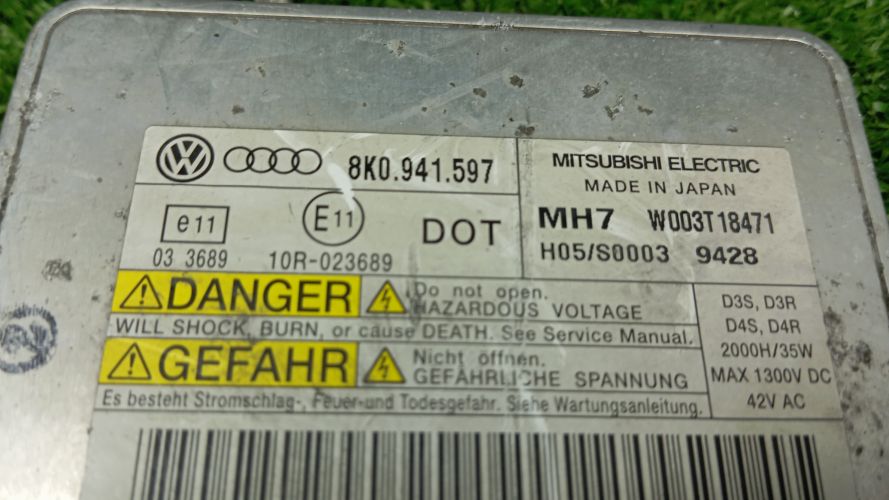 8K0.941.597
MITSUBISHI ELECTRIC
MADE IN JAPAN
e11
E11
DOT
MH7 W003T18471
03 3689
10R-023689
H05/S0003 9428
DANGER
Do not open.
HAZARDOUS VOLTAGE
WILL SHOCK, BURN, or cause DEATH. See Service Manual.
GEFAHR
Nicht öffnen.
GEFÄHRLICHE SPANNUNG
Es besteht Stromschlag-, Feuer-und Todesgefahr. Siehe Wartungsanleitung.
D3S, D3R
D4S, D4R
2000H/35W
MAX 1300V DC
42V AC